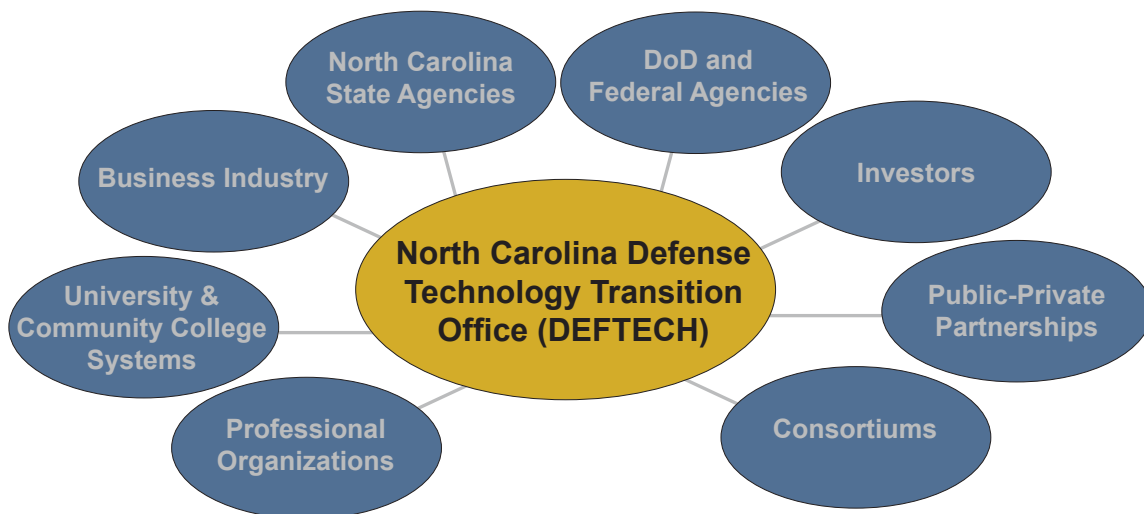 North Carolina
State Agencies
DoD and
Federal Agencies
Business Industry
Investors
North Carolina Defense
Technology Transition
Office (DEFTECH)
University &
Community College
Systems
Public-Private
Partnerships
Professional
Organizations
Consortiums